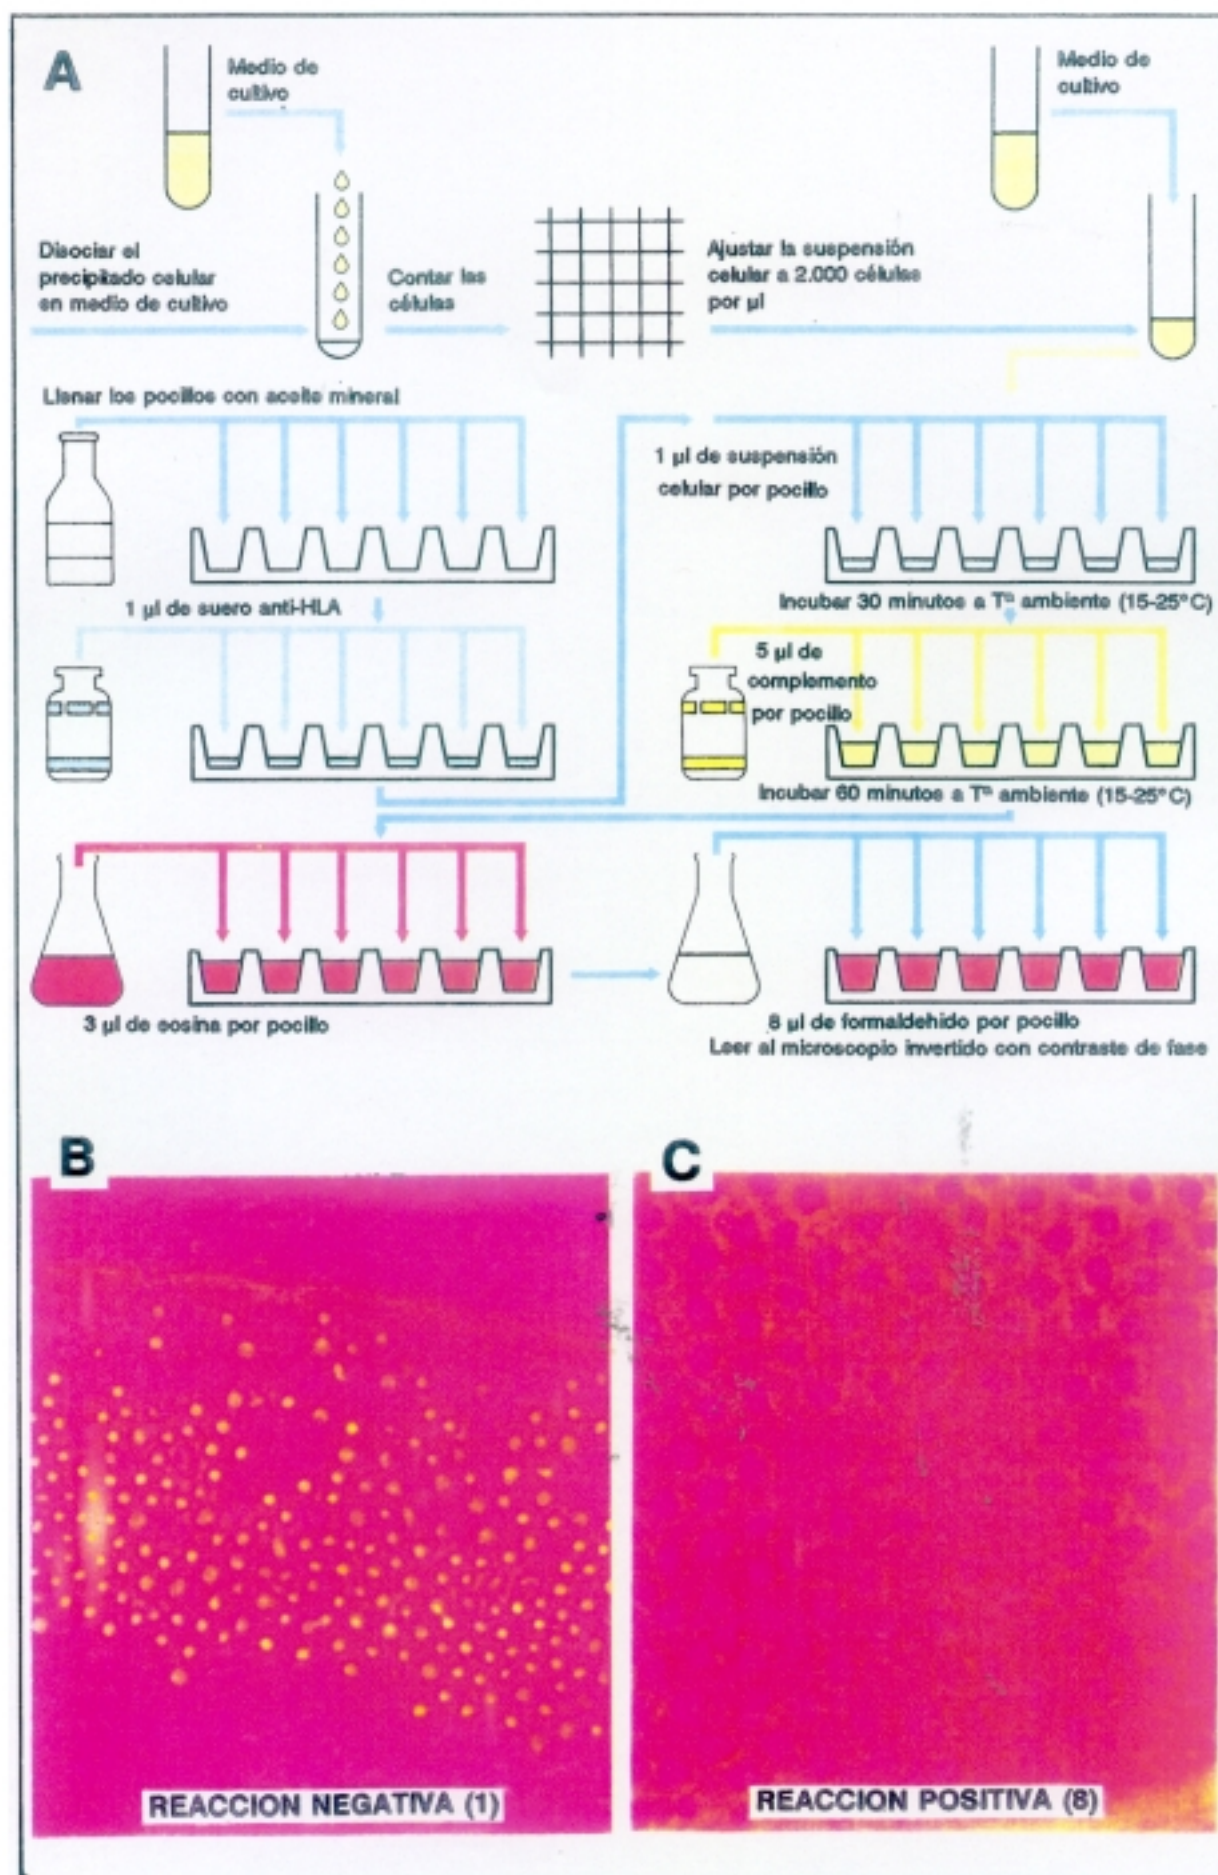 A
Medio de
cultivo
Medio de
cultivo
Disociar el
precipitado celular
en medio de cultivo
Contar las
células
Ajustar la suspensión
celular a 2.000 células
por µl
Llenar los pocillos con aceite mineral
1 µl de suspensión
celular por pocillo
1 µl de suero anti-HLA
Incubar 30 minutos a Tª ambiente (15-25°C)
5 µl de
complemento
por pocillo
Incubar 60 minutos a Tª ambiente (15-25°C)
3 µl de eosina por pocillo
8 µl de formaldehido por pocillo
Leer al microscopio invertido con contraste de fase
B
C
REACCION NEGATIVA (1)
REACCION POSITIVA (8)